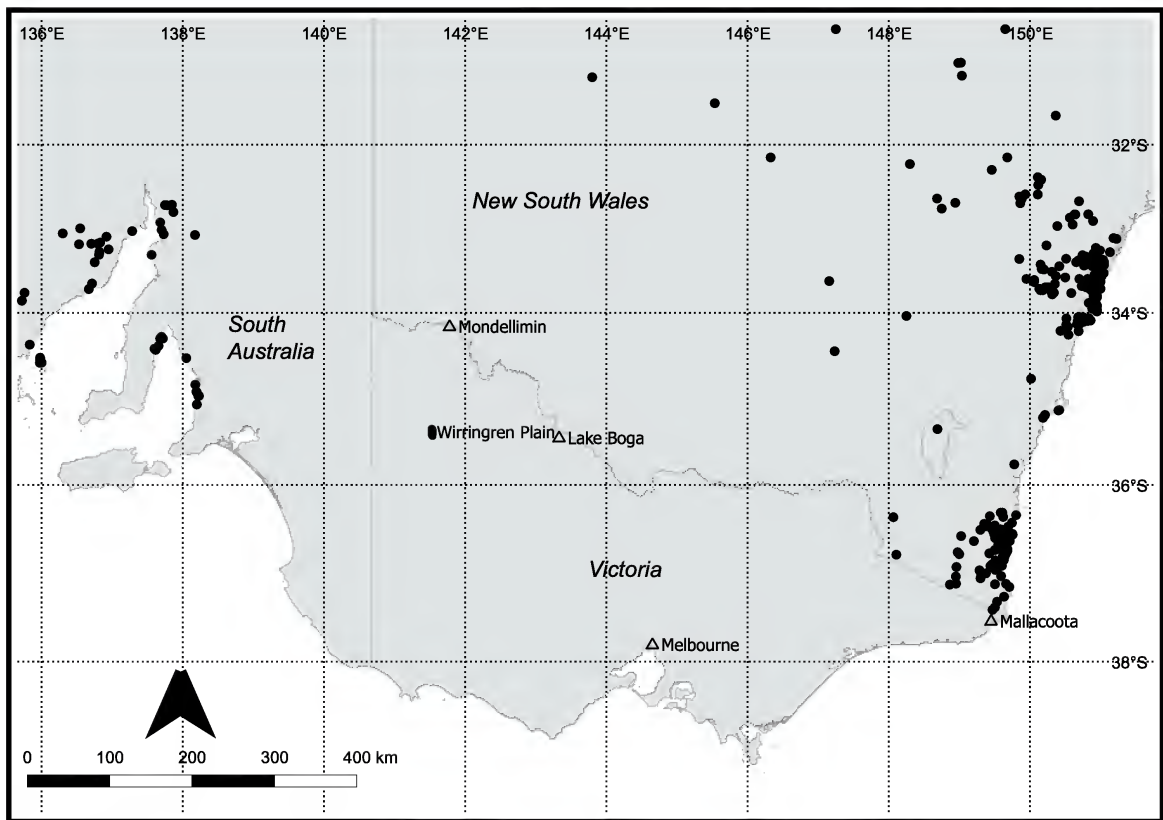 136°E 138°E 140°E 142°E 144°E 146°E 148°E 150°E
32°S
New South Wales
34°S
South
Australia
Mondellimin
Wirringren Plain
Lake Boga
36°S
Victoria
Mallacoota
Melbourne
38°S
0 100 200 300 400 km